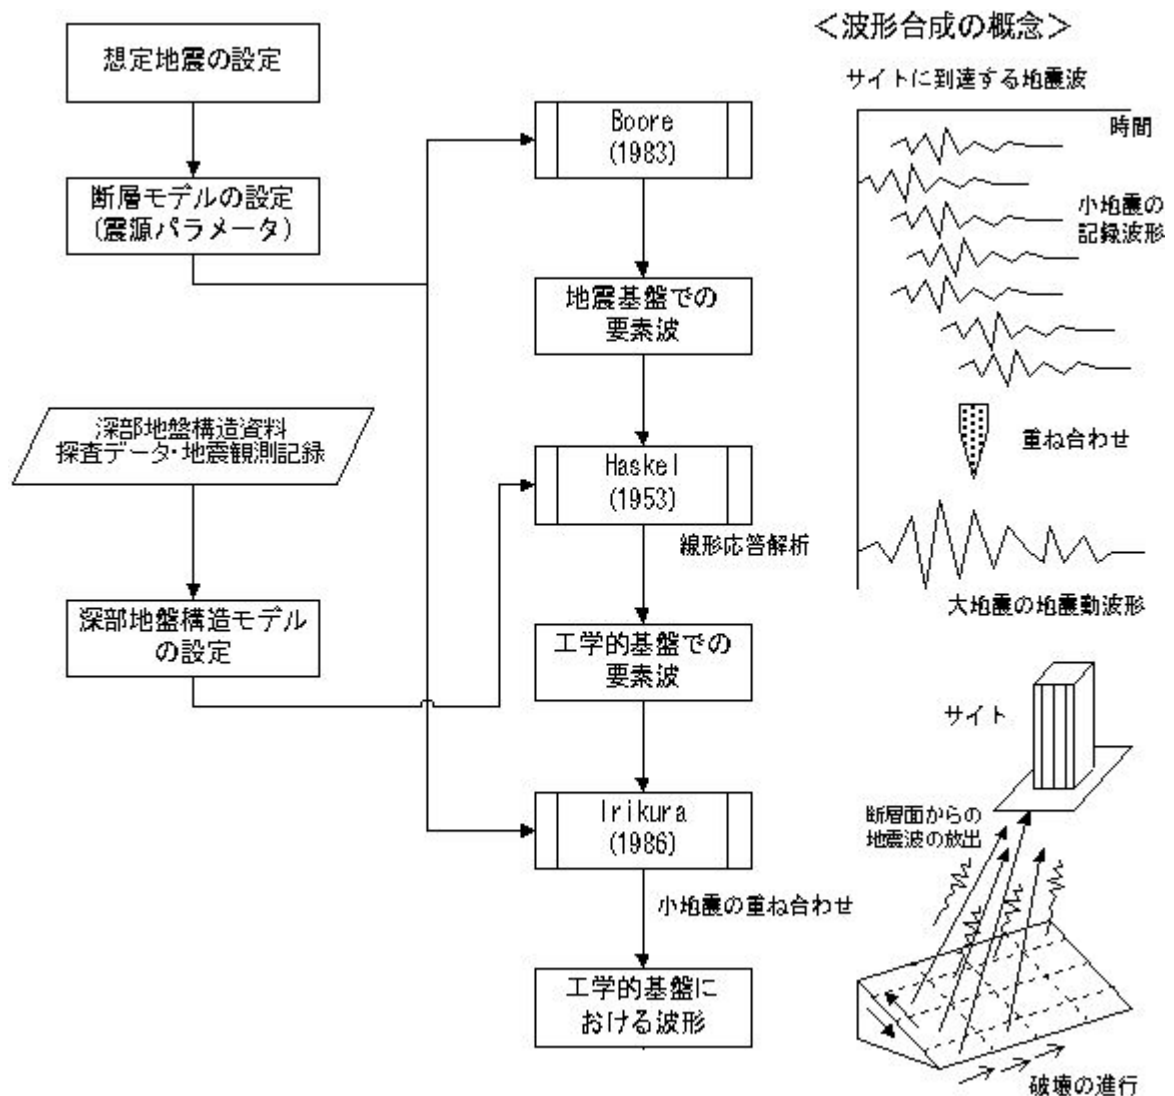 想定地震の設定
断層モデルの設定
(震源パラメータ)
深部地盤構造資料
探査データ・地震観測記録
深部地盤構造モデル
の設定
Boore
(1983)
地震基盤での
要素波
Haskel
(1953)
線形応答解析
工学的基盤での
要素波
Irikura
(1986)
小地震の重ね合わせ
工学的基盤に
おける波形
＜波形合成の概念＞
サイトに到達する地震波
時間
小地震の
記録波形
重ね合わせ
大地震の地震動波形
サイト
断層面からの
地震波の放出
破壊の進行